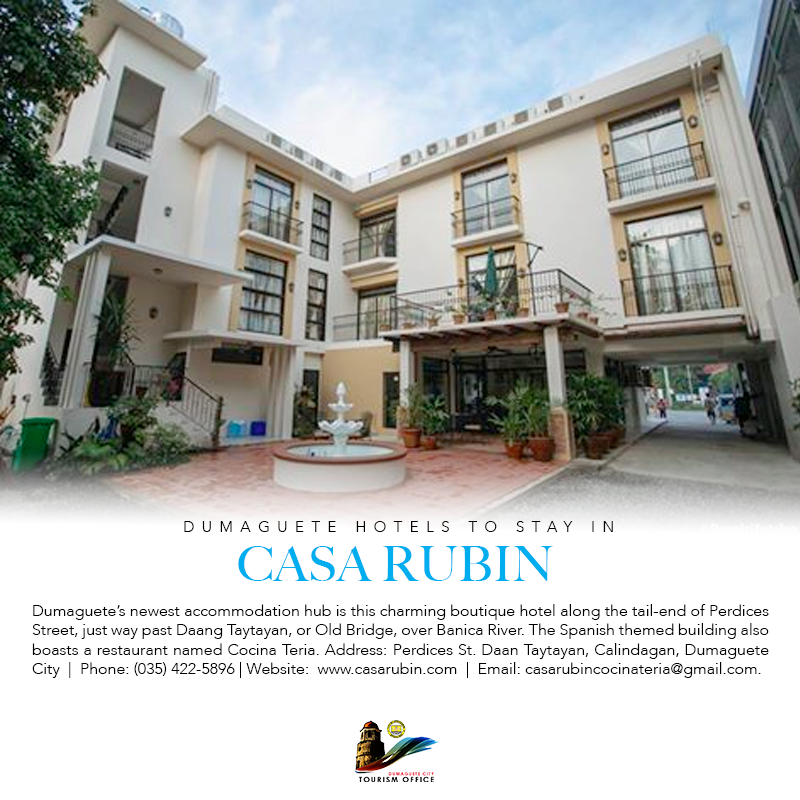 DUMAGUETE HOTELS TO STAY IN
CASA RUBIN
Dumaguete's newest accommodation hub is this charming boutique hotel along the tail-end of Perdices
Street, just way past Daang Taytayan, or Old Bridge, over Banica River. The Spanish themed building also
boasts a restaurant named Cocina Teria. Address: Perdices St. Daan Taytayan, Calindagan, Dumaguete
City | Phone: (035) 422-5896 | Website: www.casarubin.com | Email: casarubincocinateria@gmail.com.
DUMAGUETE CITY
TOURISM OFFICE